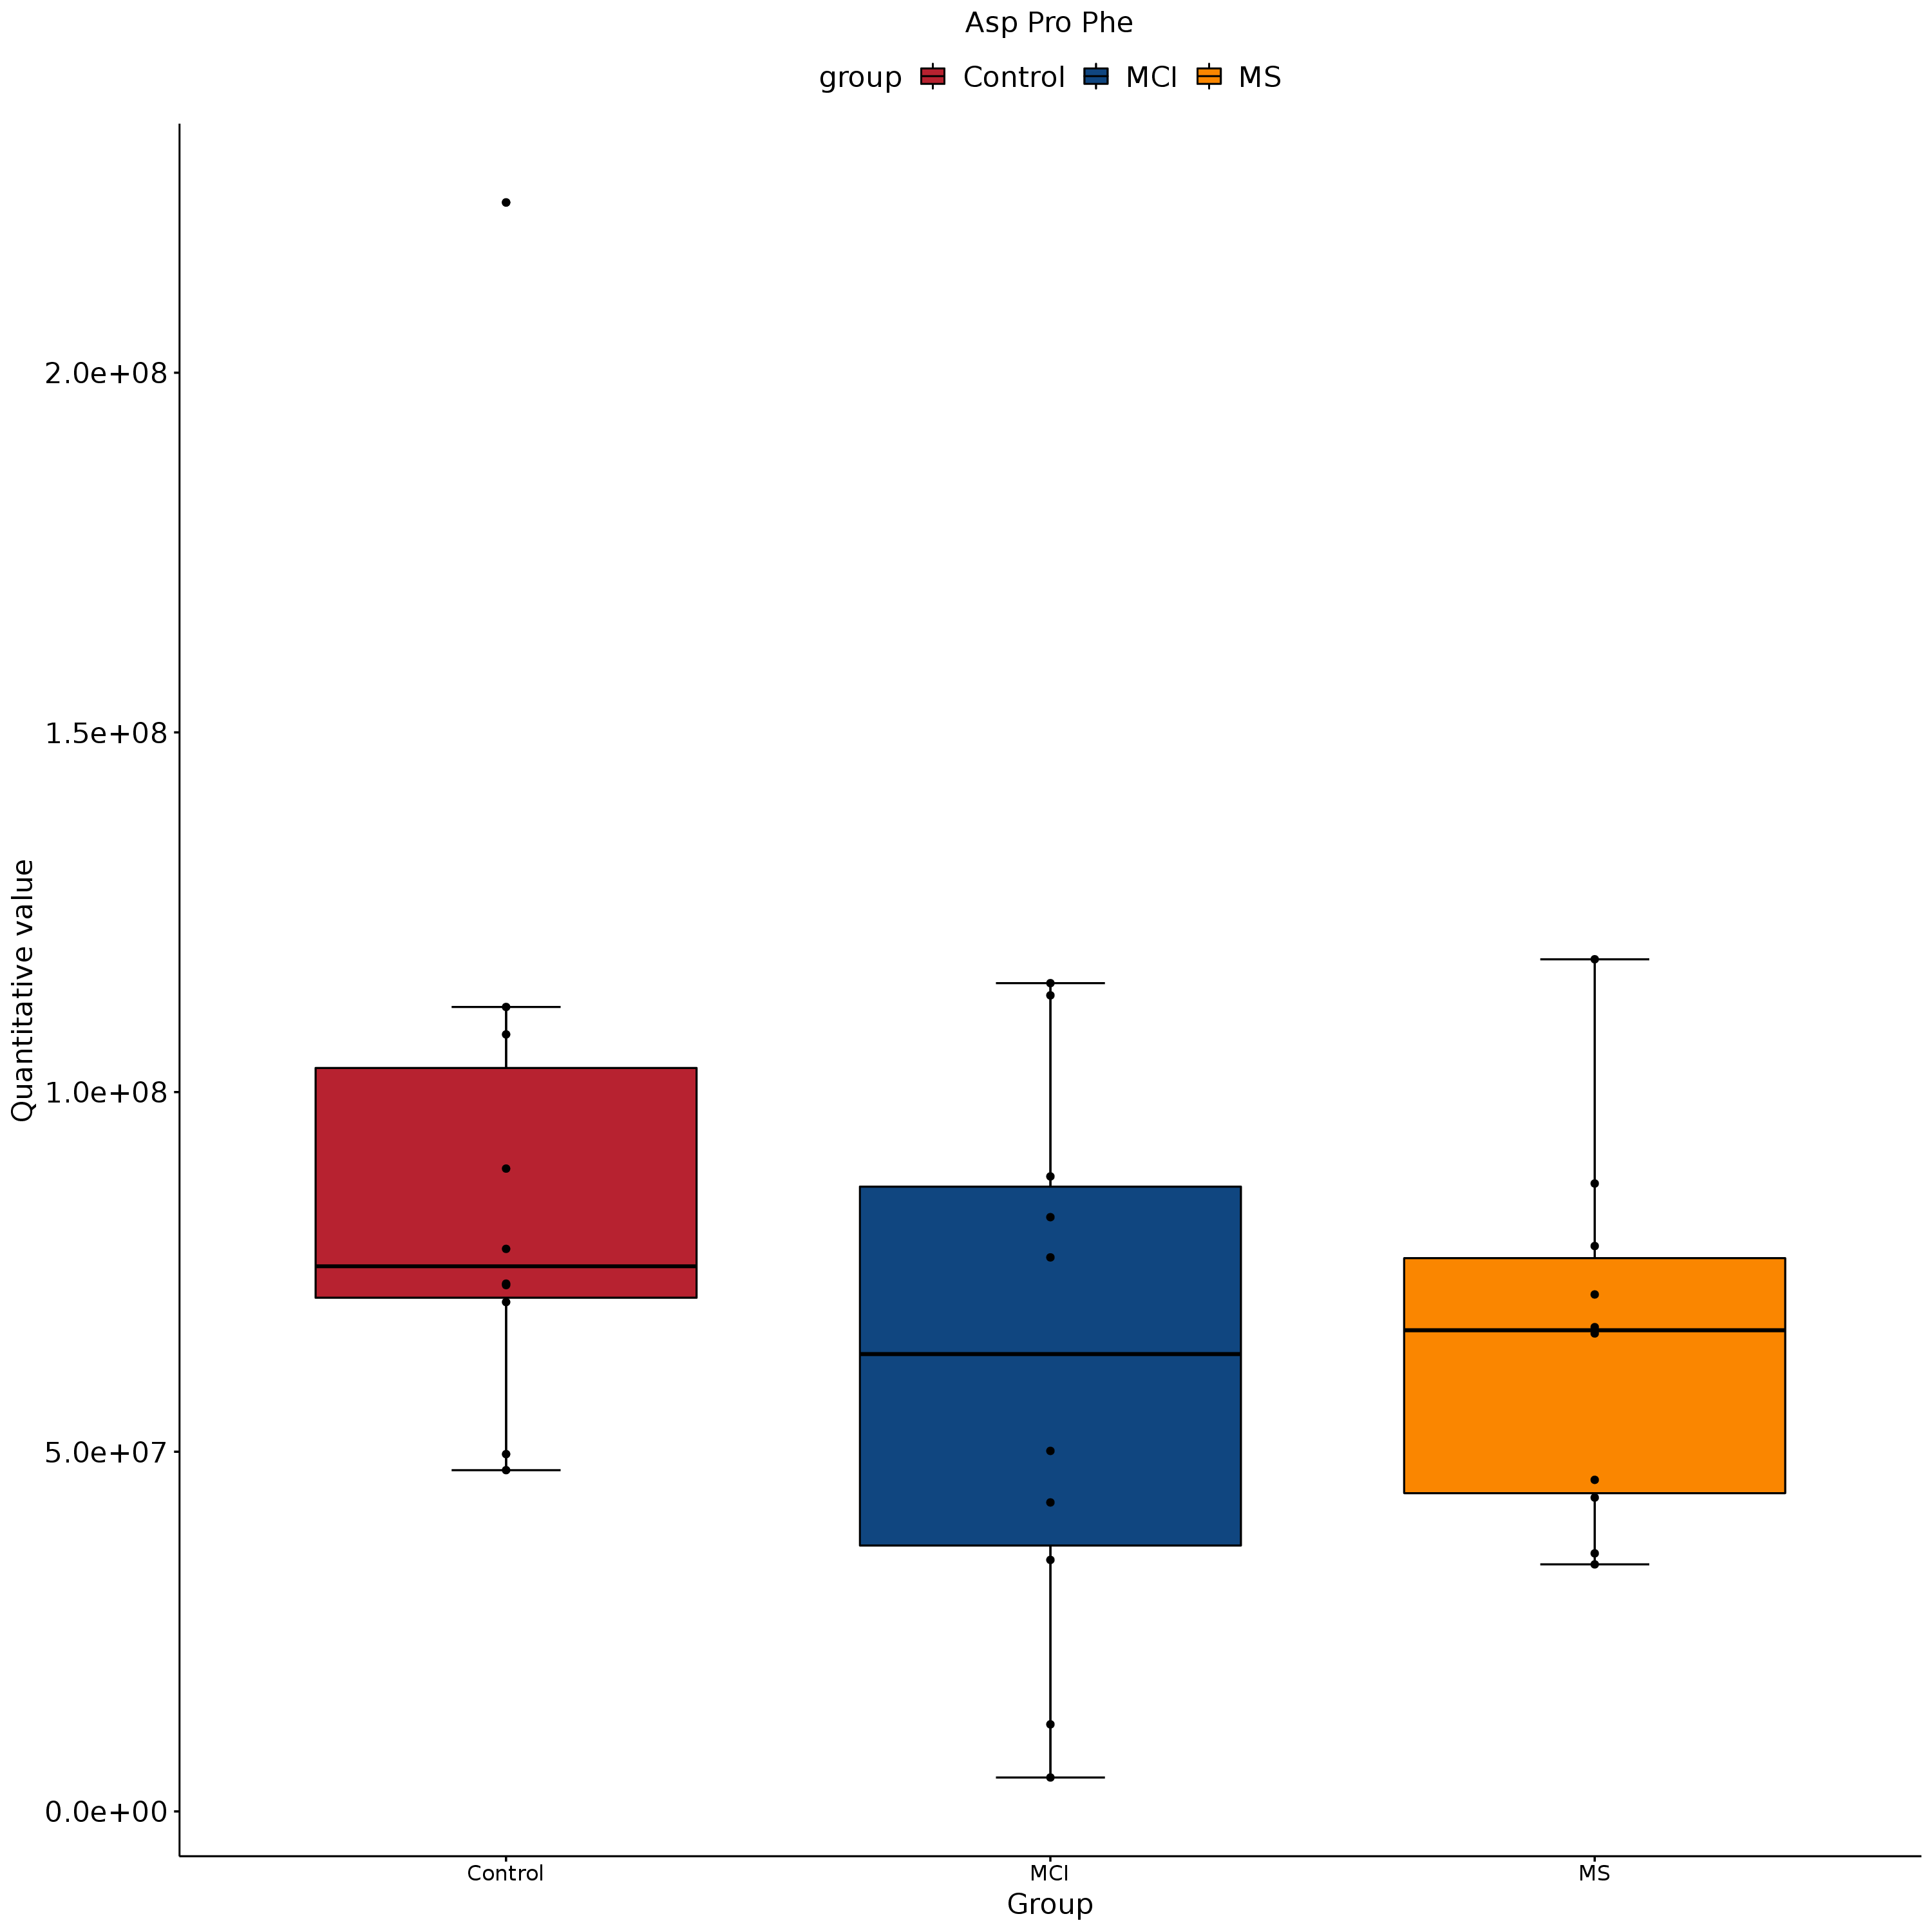 Asp Pro Phe
group Control MCI MS
Quantitative value
2.0e+08
1.5e+08
1.0e+08
5.0e+07
0.0e+00
Control MCI MS
Group